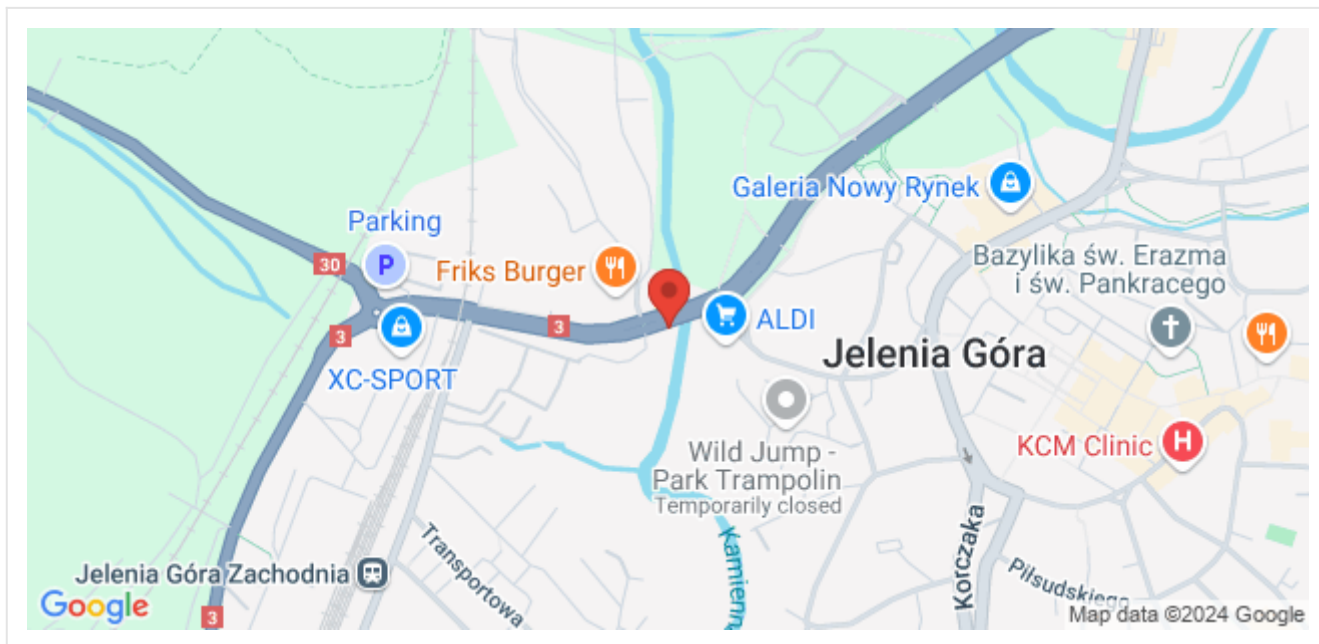 Galeria Nowy Rynek
Parking
Bazylika św. Erazma
i św. Pankracego
30
P
Friks Burger
3
3
ALDI
Jelenia Góra
XC-SPORT
KCM Clinic
H
Wild Jump -
Park Trampolin
Temporarily closed
Korczaka
Kamienn
Transportowa
Piłsudskiego
Jelenia Góra Zachodnia
3
Google
Map data ©2024 Google